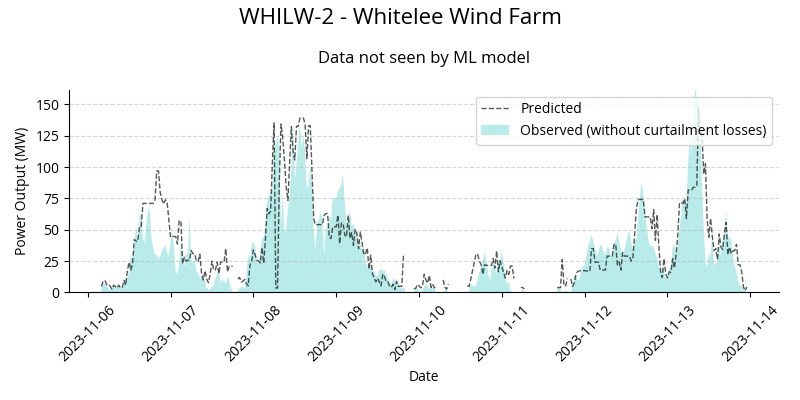 WHILW-2 - Whitelee Wind Farm
Data not seen by ML model
Power Output (MW)
150
125
100
75
50
25
0
Predicted
Observed (without curtailment losses)
2023-11-06
2023-11-07
2023-11-08
2023-11-09
2023-11-10
2023-11-11
2023-11-12
2023-11-13
2023-11-14
Date